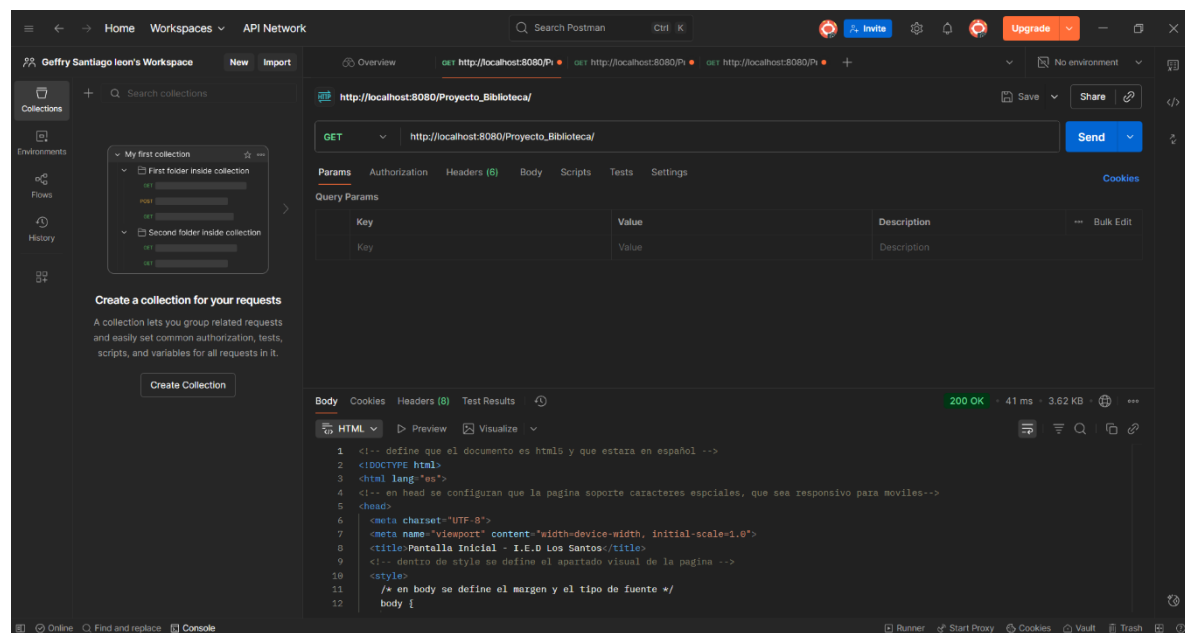 Home Workspaces API Network Search Postman Ctrl K Invite Upgrade
Geffry Santiago leon's Workspace New Import Overview GET http://localhost:8080/Pr GET http://localhost:8080/Pr GET http://localhost:8080/Pr No environment
Collections Search collections
HTTP http://localhost:8080/Proyecto_Biblioteca/ Save Share
Environments
GET http://localhost:8080/Proyecto_Biblioteca/ Send
Flows
History
My first collection
First folder inside collection
GET
POST
GET
Second folder inside collection
GET
GET
Create a collection for your requests
A collection lets you group related requests
and easily set common authorization, tests,
scripts, and variables for all requests in it.
Create Collection
Params Authorization Headers (6) Body Scripts Tests Settings Cookies
Query Params
Key Value Description Bulk Edit
Key Value Description
Body Cookies Headers (8) Test Results 200 OK 41 ms 3.62 KB
HTML Preview Visualize
1 <!-- define que el documento es html5 y que estara en español -->
2 <!DOCTYPE html>
3 <html lang="es">
4 <!-- en head se configuran que la pagina soporte caracteres espciales, que sea responsivo para moviles-->
5 <head>
6 <meta charset="UTF-8">
7 <meta name="viewport" content="width=device-width, initial-scale=1.0">
8 <title>Pantalla Inicial - I.E.D Los Santos</title>
9 <!-- dentro de style se define el apartado visual de la pagina -->
10 <style>
11 /* en body se define el margen y el tipo de fuente */
12 body {
Online Find and replace Console Runner Start Proxy Cookies Vault Trash